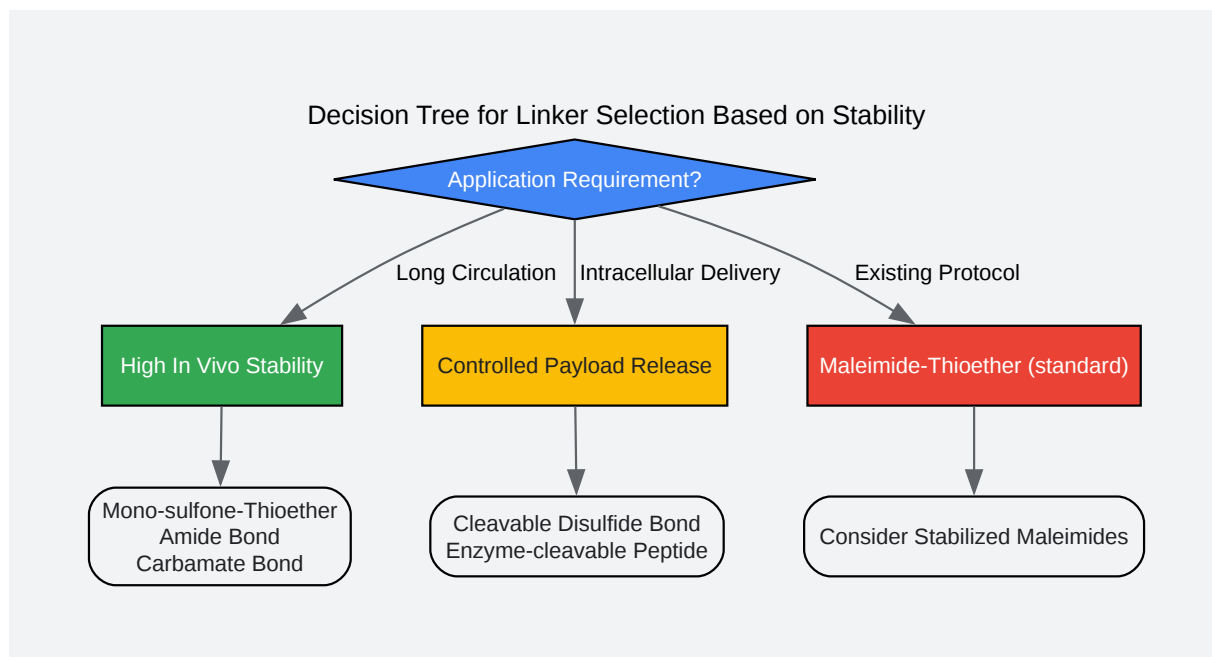 Decision Tree for Linker Selection Based on Stability
Application Requirement?
Long Circulation
Intracellular Delivery
Existing Protocol
High In Vivo Stability
Controlled Payload Release
Maleimide-Thioether (standard)
Mono-sulfone-Thioether
Amide Bond
Carbamate Bond
Cleavable Disulfide Bond
Enzyme-cleavable Peptide
Consider Stabilized Maleimides